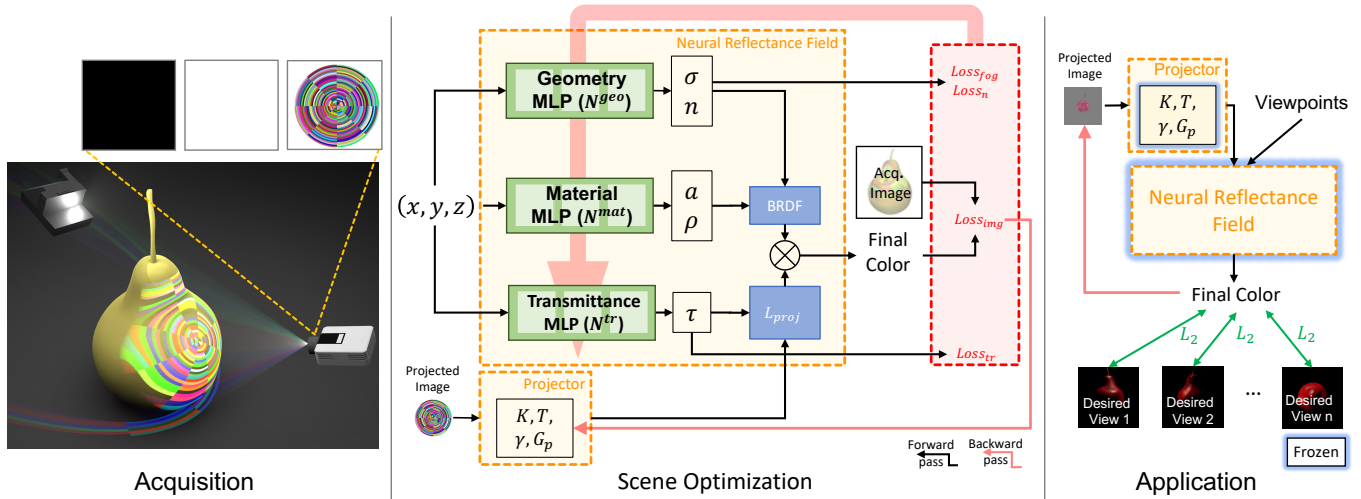 Acquisition
Neural Reflectance Field
(x, y, z)
Geometry
MLP (N^geo)
σ
n
Material
MLP (N^mat)
a
ρ
Transmittance
MLP (N^tr)
τ
BRDF
L_proj
Acq.
Image
Final
Color
Loss_fog
Loss_n
Loss_img
Loss_tr
Projected
Image
Projector
K, T,
γ, G_p
Forward
pass
Backward
pass
Scene Optimization
Projected
Image
Projector
K, T,
γ, G_p
Viewpoints
Neural Reflectance
Field
Final Color
L_2
L_2
L_2
Desired
View 1
Desired
View 2
...
Desired
View n
Frozen
Application